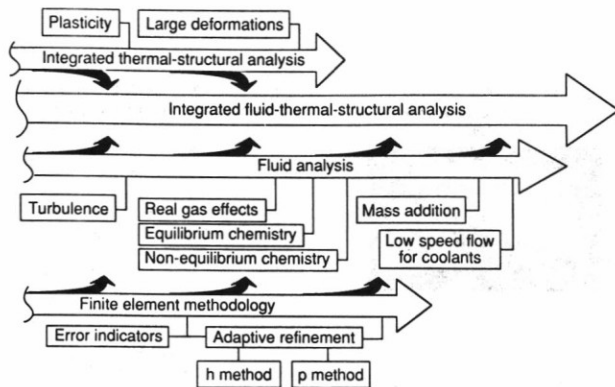 Plasticity
Large deformations
Integrated thermal-structural analysis
Integrated fluid-thermal-structural analysis
Fluid analysis
Turbulence
Real gas effects
Equilibrium chemistry
Non-equilibrium chemistry
Mass addition
Low speed flow
for coolants
Finite element methodology
Error indicators
Adaptive refinement
h method
p method